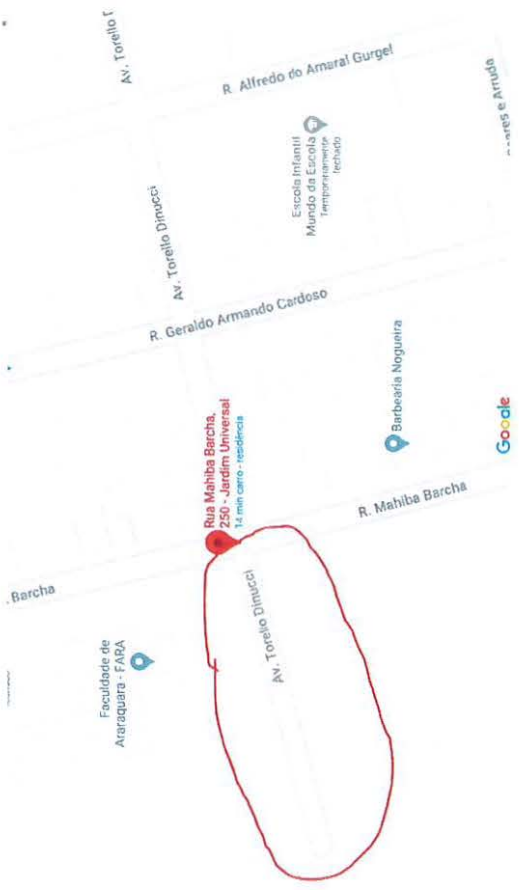 Av. Torello
R. Alfredo do Amaral Gurgel
Escola Infantil
Mundo da Escola
Temporariamente
fechado
Av. Torello Dinucci
R. Geraldo Armando Cardoso
Barbearia Nogueira
Rua Mahiba Barcha,
250 - Jardim Universal
14 min carro - residência
R. Mahiba Barcha
Google
Barcha
Av. Torello Dinucci
Faculdade de
Araraquara - FARA
e Arruda